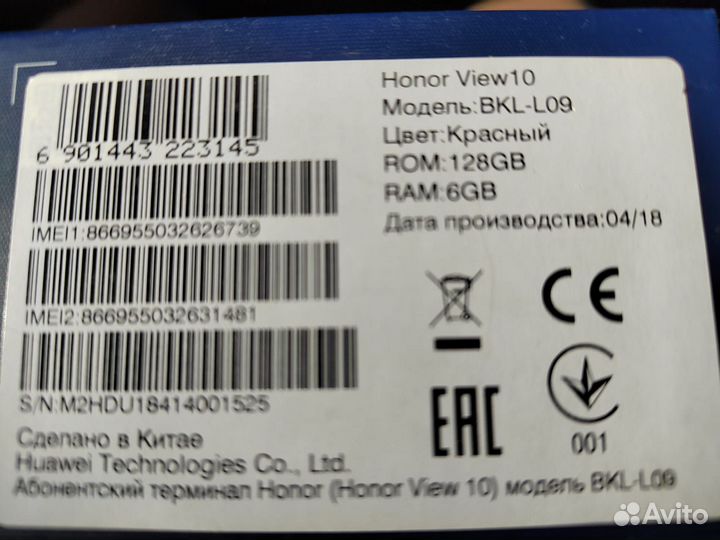 Honor View10
Модель:BKL-L09
Цвет:Красный
ROM:128GB
RAM:6GB
Дата производства:04/18
6 901443 223145
IMEI1:866955032626739
IMEI2:866955032631481
S/N:M2HDU18414001525
CE
EAC
001
Сделано в Китае
Huawei Technologies Co., Ltd.
Абонентский терминал Honor (Honor View 10) модель BKL-L09
Avito